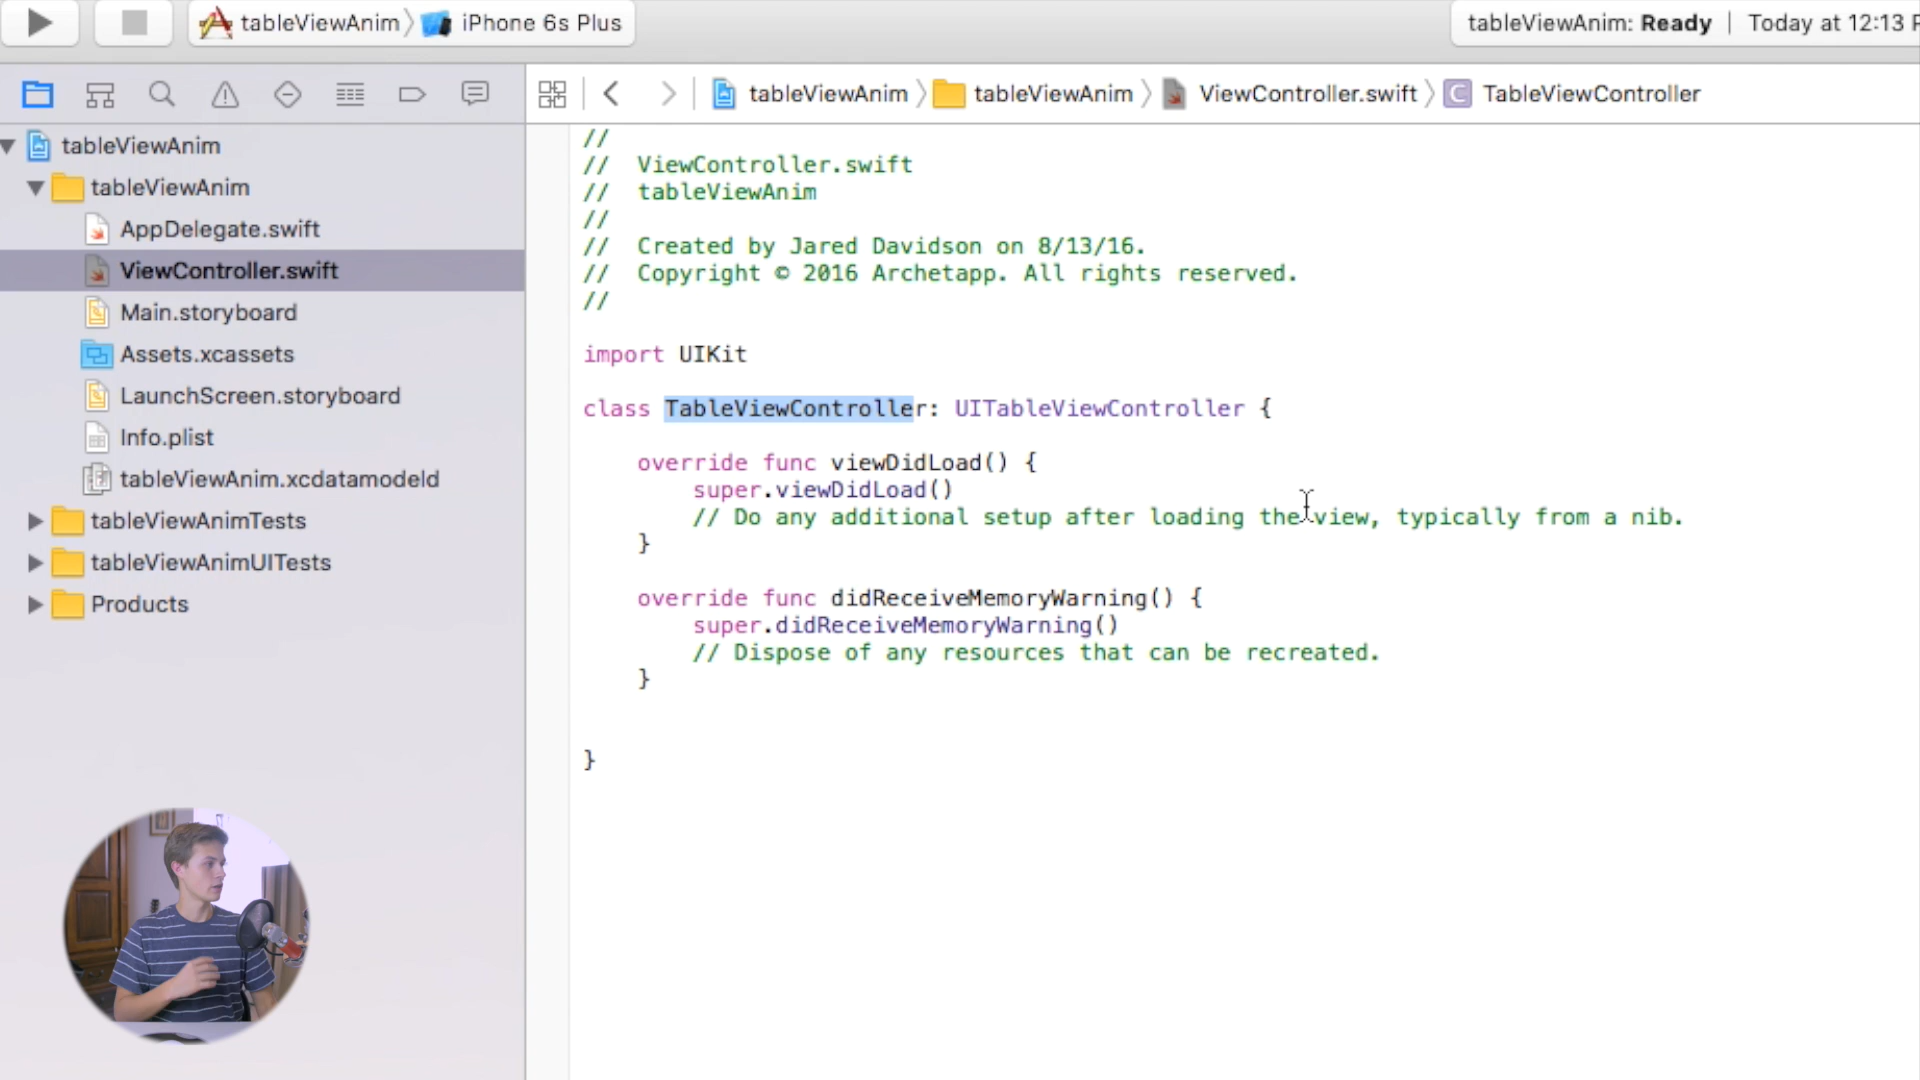 tableViewAnim iPhone 6s Plus
tableViewAnim: Ready | Today at 12:13 P
tableViewAnim tableViewAnim ViewController.swift C TableViewController
tableViewAnim
tableViewAnim
AppDelegate.swift
ViewController.swift
Main.storyboard
Assets.xcassets
LaunchScreen.storyboard
Info.plist
tableViewAnim.xcdatamodeld
tableViewAnimTests
tableViewAnimUITests
Products
//
//  ViewController.swift
//  tableViewAnim
//
//  Created by Jared Davidson on 8/13/16.
//  Copyright © 2016 Archetapp. All rights reserved.
//
import UIKit
class TableViewController: UITableViewController {
override func viewDidLoad() {
super.viewDidLoad()
// Do any additional setup after loading the view, typically from a nib.
}
override func didReceiveMemoryWarning() {
super.didReceiveMemoryWarning()
// Dispose of any resources that can be recreated.
}
}